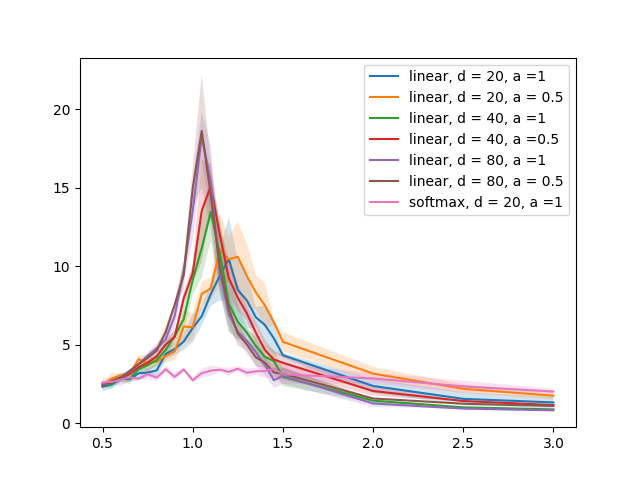 linear, d = 20, a =1
linear, d = 20, a = 0.5
linear, d = 40, a =1
linear, d = 40, a =0.5
linear, d = 80, a =1
linear, d = 80, a = 0.5
softmax, d = 20, a =1
20
15
10
5
0
0.5 1.0 1.5 2.0 2.5 3.0